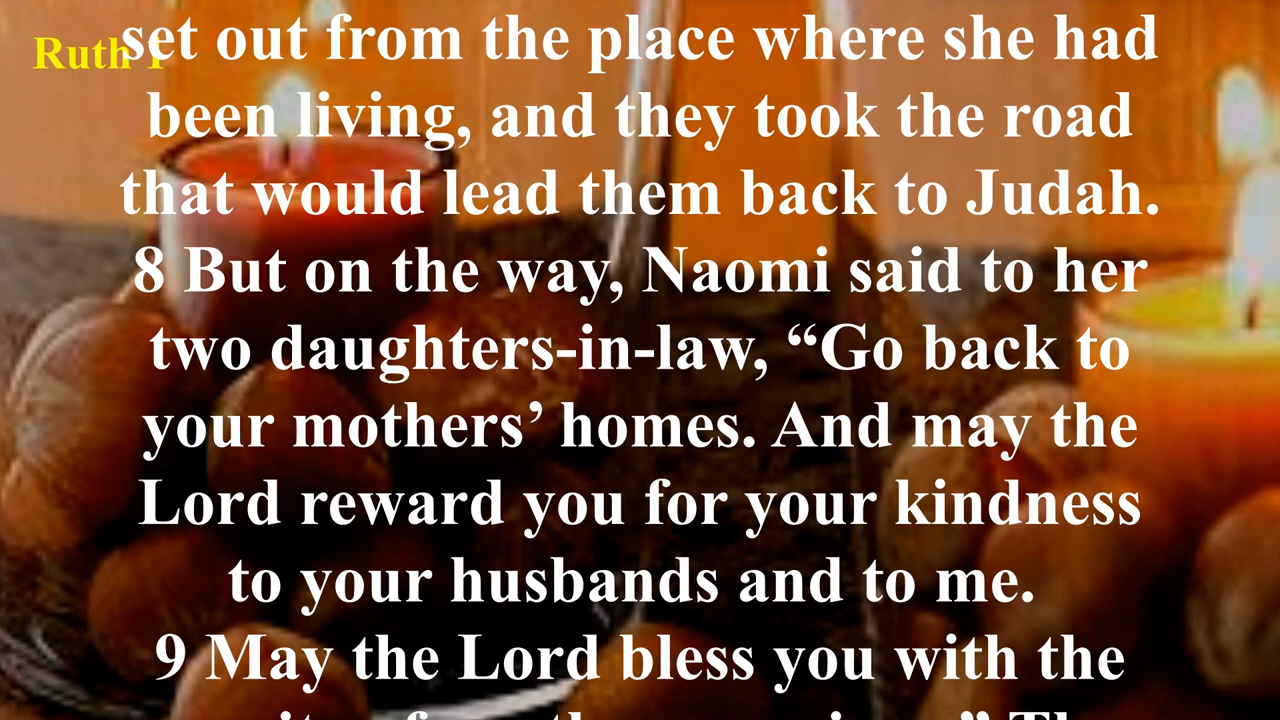 Ruth 1
set out from the place where she had
been living, and they took the road
that would lead them back to Judah.
8 But on the way, Naomi said to her
two daughters-in-law, “Go back to
your mothers’ homes. And may the
Lord reward you for your kindness
to your husbands and to me.
9 May the Lord bless you with the